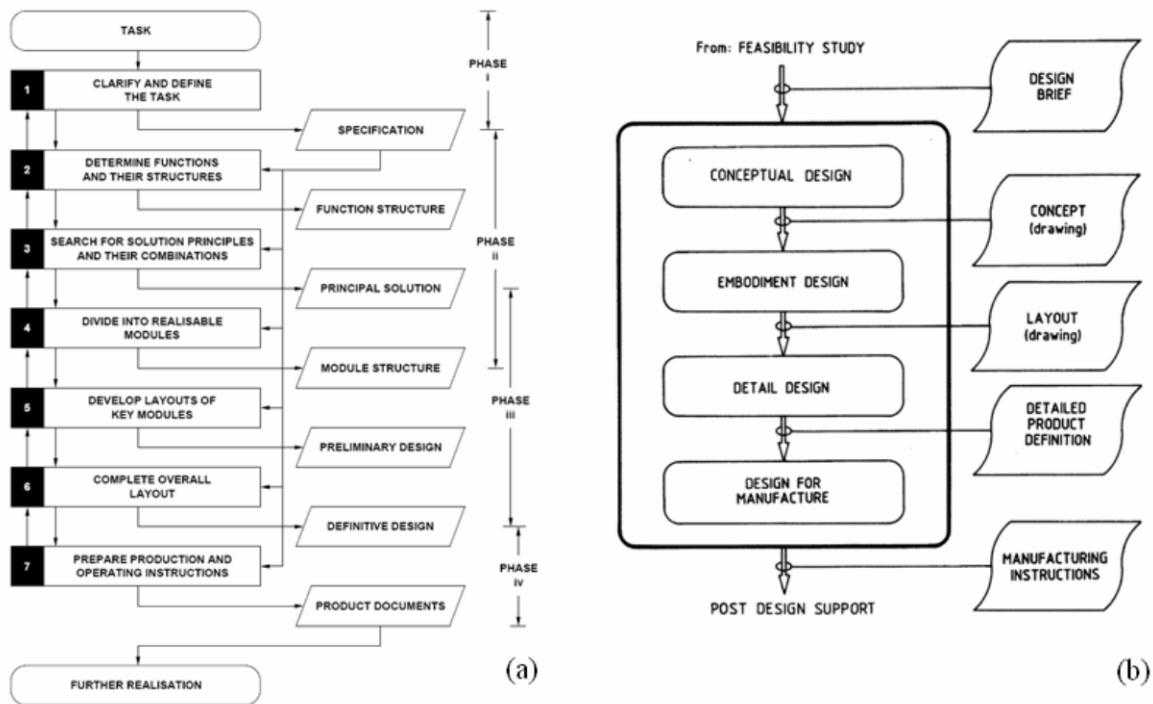 TASK
1
CLARIFY AND DEFINE
THE TASK
SPECIFICATION
2
DETERMINE FUNCTIONS
AND THEIR STRUCTURES
FUNCTION STRUCTURE
3
SEARCH FOR SOLUTION PRINCIPLES
AND THEIR COMBINATIONS
PRINCIPAL SOLUTION
4
DIVIDE INTO REALISABLE
MODULES
MODULE STRUCTURE
5
DEVELOP LAYOUTS OF
KEY MODULES
PRELIMINARY DESIGN
6
COMPLETE OVERALL
LAYOUT
DEFINITIVE DESIGN
7
PREPARE PRODUCTION AND
OPERATING INSTRUCTIONS
PRODUCT DOCUMENTS
FURTHER REALISATION
PHASE
i
PHASE
ii
PHASE
iii
PHASE
iv
(a)
From: FEASIBILITY STUDY
DESIGN
BRIEF
CONCEPTUAL DESIGN
CONCEPT
(drawing)
EMBODIMENT DESIGN
LAYOUT
(drawing)
DETAIL DESIGN
DETAILED
PRODUCT
DEFINITION
DESIGN FOR
MANUFACTURE
MANUFACTURING
INSTRUCTIONS
POST DESIGN SUPPORT
(b)